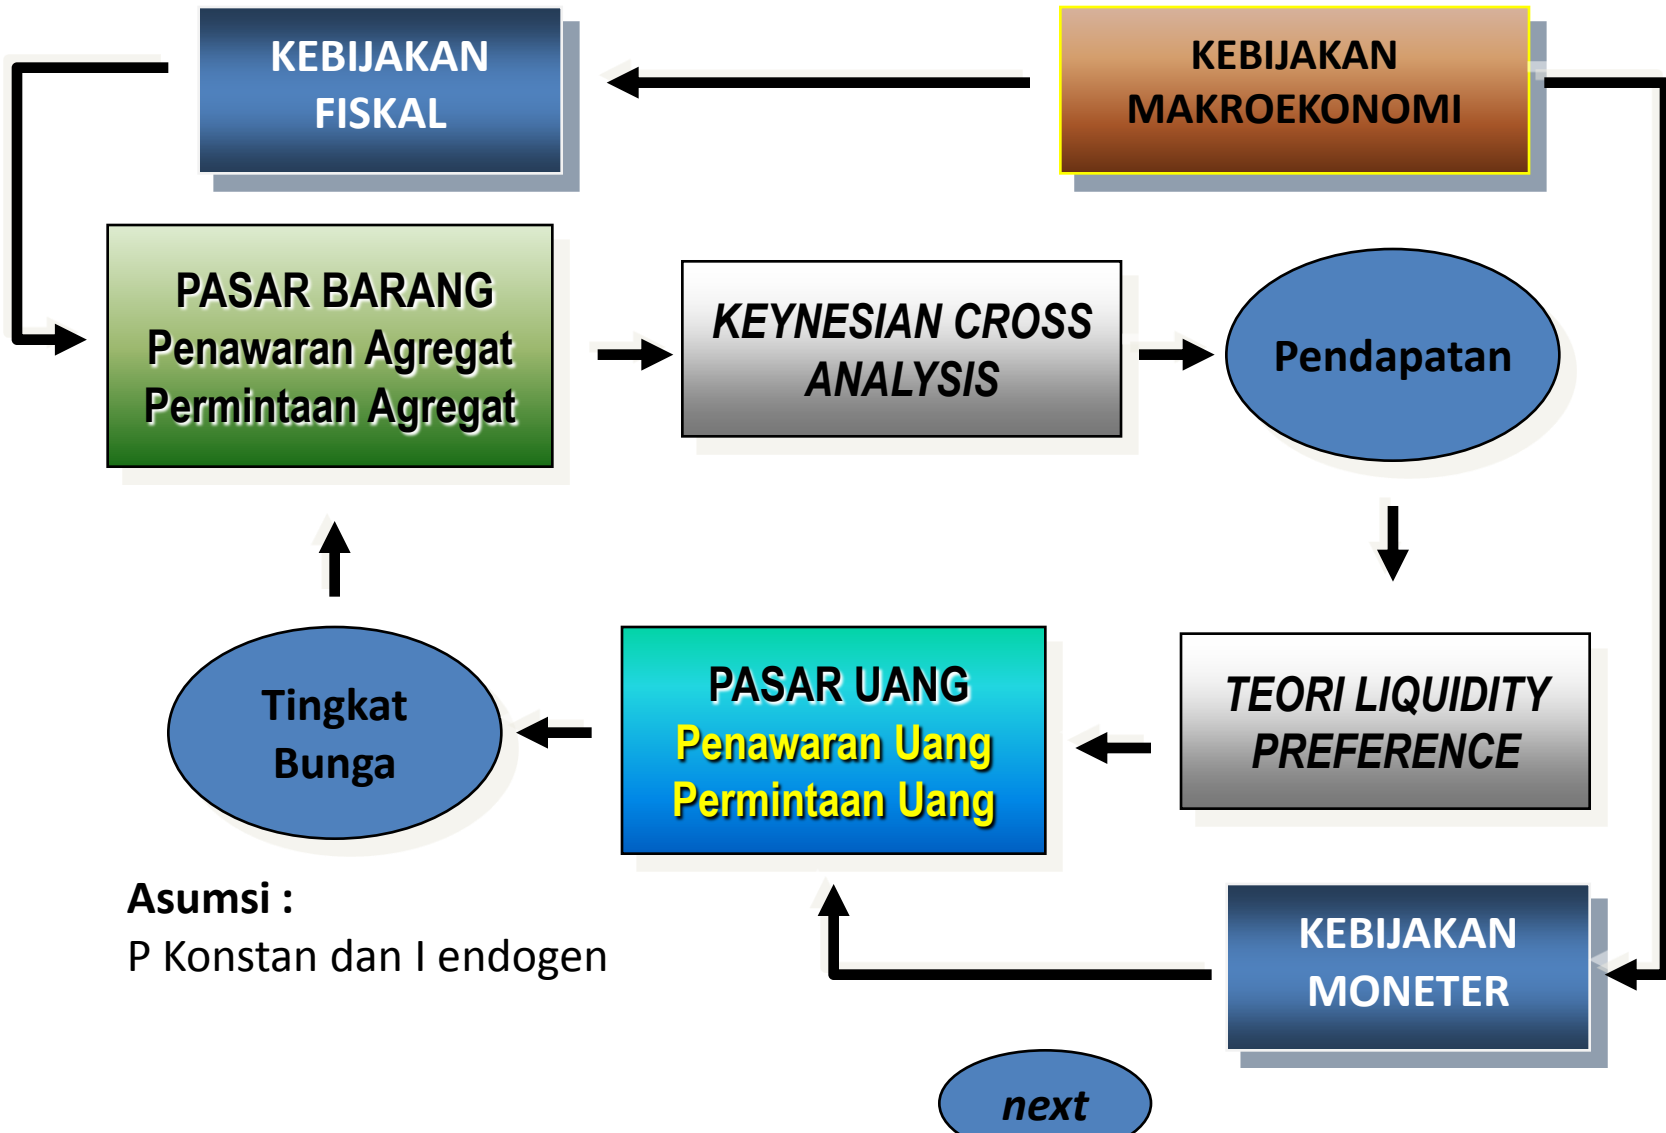 KEBIJAKAN
FISKAL
KEBIJAKAN
MAKROEKONOMI
PASAR BARANG
Penawaran Agregat
Permintaan Agregat
KEYNESIAN CROSS
ANALYSIS
Pendapatan
Tingkat
Bunga
PASAR UANG
Penawaran Uang
Permintaan Uang
TEORI LIQUIDITY
PREFERENCE
Asumsi :
P Konstan dan I endogen
KEBIJAKAN
MONETER
next